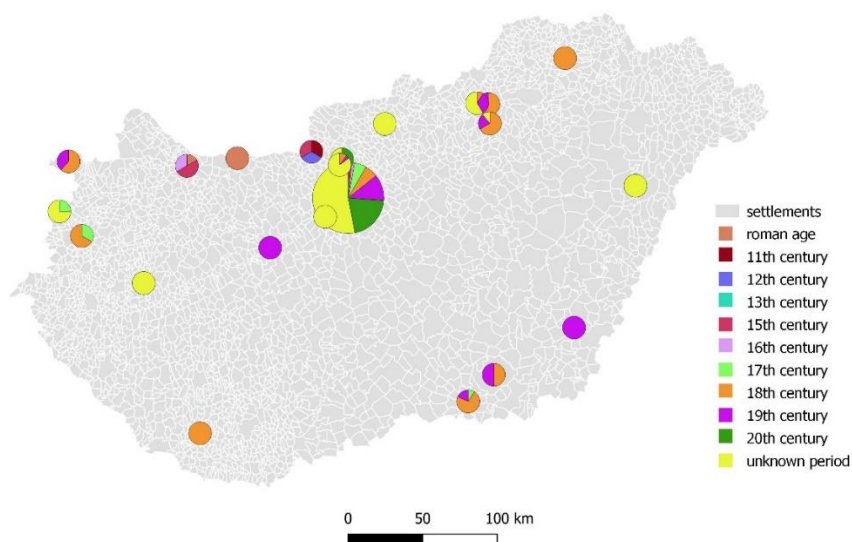 settlements
roman age
11th century
12th century
13th century
15th century
16th century
17th century
18th century
19th century
20th century
unknown period
0 50 100 km